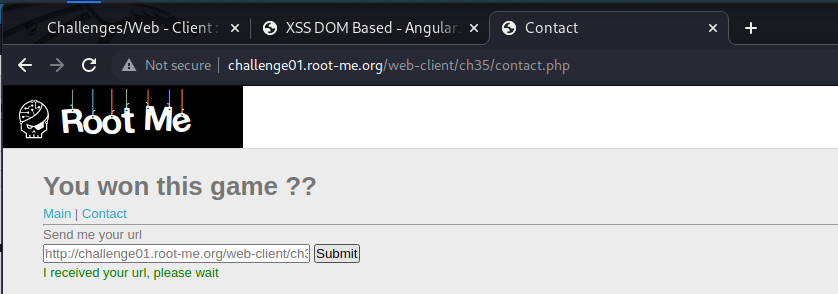 Challenges/Web - Client :
XSS DOM Based - Angular
Contact
Not secure
challenge01.root-me.org/web-client/ch35/contact.php
Root Me
You won this game ??
Main | Contact
Send me your url
http://challenge01.root-me.org/web-client/ch3
Submit
I received your url, please wait